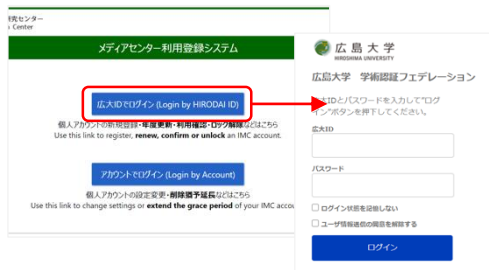 究センター
Center
メディアセンター利用登録システム
広大IDでログイン (Login by HIRODAI ID)
個人アカウントの新規登録・年度更新・利用確認・ロック解除などはこちら
Use this link to register, renew, confirm or unlock an IMC account.
アカウントでログイン (Login by Account)
個人アカウントの設定変更・削除猶予延長などはこちら
Use this link to change settings or extend the grace period of your IMC accou
広島大学
HIROSHIMA UNIVERSITY
広島大学 学術認証フェデレーション
大IDとパスワードを入力して"ログ
イン"ボタンを押下してください。
広大ID
パスワード
ログイン状態を記憶しない
ユーザ情報送信の同意を解除する
ログイン